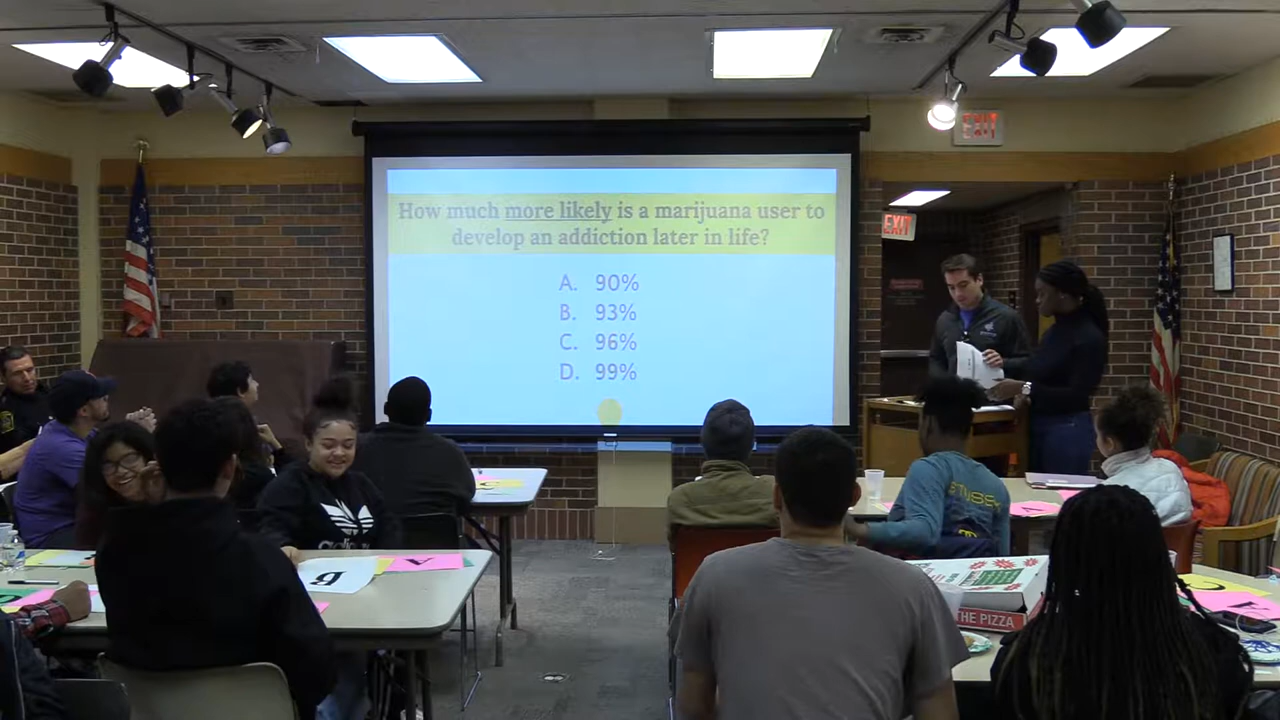 EXIT
EXIT
How much more likely is a marijuana user to
develop an addiction later in life?
A. 90%
B. 93%
C. 96%
D. 99%
adidas
B
A
THE PIZZA